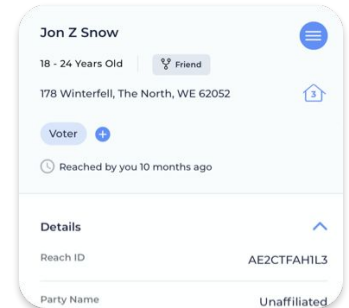 Jon Z Snow
18 - 24 Years Old
Friend
178 Winterfell, The North, WE 62052
3
Voter
Reached by you 10 months ago
Details
Reach ID
AE2CTFAH1L3
Party Name
Unaffiliated